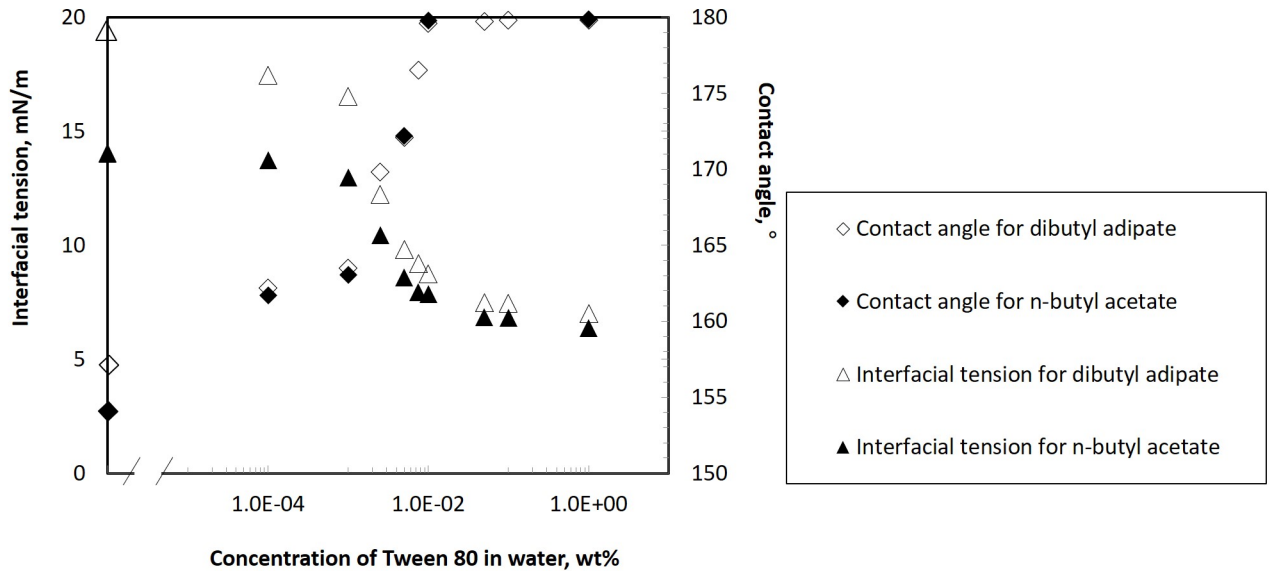 20
15
10
5
0
Interfacial tension, mN/m
180
175
170
165
160
155
150
Contact angle, °
1.0E-04 1.0E-02 1.0E+00
Concentration of Tween 80 in water, wt%
Contact angle for dibutyl adipate
Contact angle for n-butyl acetate
Interfacial tension for dibutyl adipate
Interfacial tension for n-butyl acetate